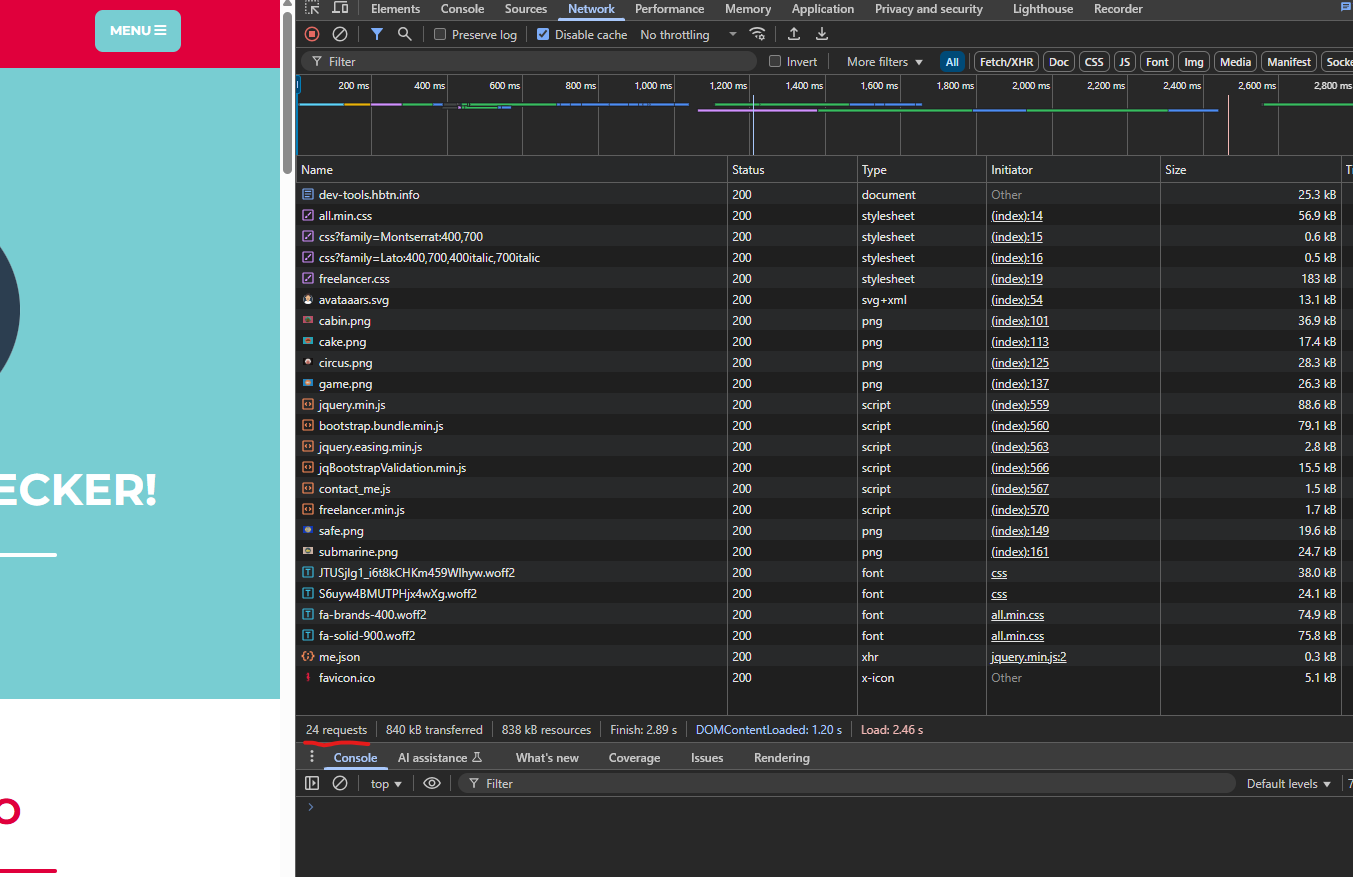 MENU
ECKER!
O
Elements Console Sources Network Performance Memory Application Privacy and security Lighthouse Recorder
Preserve log Disable cache No throttling
Filter Invert More filters All Fetch/XHR Doc CSS JS Font Img Media Manifest Socke
200 ms 400 ms 600 ms 800 ms 1,000 ms 1,200 ms 1,400 ms 1,600 ms 1,800 ms 2,000 ms 2,200 ms 2,400 ms 2,600 ms 2,800 ms
Name Status Type Initiator Size
dev-tools.hbtn.info 200 document Other 25.3 kB
all.min.css 200 stylesheet (index):14 56.9 kB
css?family=Montserrat:400,700 200 stylesheet (index):15 0.6 kB
css?family=Lato:400,700,400italic,700italic 200 stylesheet (index):16 0.5 kB
freelancer.css 200 stylesheet (index):19 183 kB
avataaars.svg 200 svg+xml (index):54 13.1 kB
cabin.png 200 png (index):101 36.9 kB
cake.png 200 png (index):113 17.4 kB
circus.png 200 png (index):125 28.3 kB
game.png 200 png (index):137 26.3 kB
jquery.min.js 200 script (index):559 88.6 kB
bootstrap.bundle.min.js 200 script (index):560 79.1 kB
jquery.easing.min.js 200 script (index):563 2.8 kB
jqBootstrapValidation.min.js 200 script (index):566 15.5 kB
contact_me.js 200 script (index):567 1.5 kB
freelancer.min.js 200 script (index):570 1.7 kB
safe.png 200 png (index):149 19.6 kB
submarine.png 200 png (index):161 24.7 kB
JTUSjIg1_i6t8kCHKm459Wlhyw.woff2 200 font css 38.0 kB
S6uyw4BMUTPHjx4wXg.woff2 200 font css 24.1 kB
fa-brands-400.woff2 200 font all.min.css 74.9 kB
fa-solid-900.woff2 200 font all.min.css 75.8 kB
me.json 200 xhr jquery.min.js:2 0.3 kB
favicon.ico 200 x-icon Other 5.1 kB
24 requests 840 kB transferred 838 kB resources Finish: 2.89 s DOMContentLoaded: 1.20 s Load: 2.46 s
Console AI assistance What's new Coverage Issues Rendering
top Filter Default levels 7